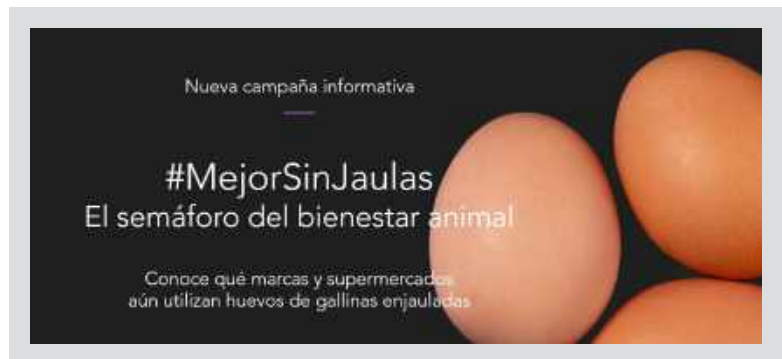 Nueva campaña informativa
#MejorSinJaulas
El semáforo del bienestar animal
Conoce qué marcas y supermercados
aún utilizan huevos de gallinas enjauladas